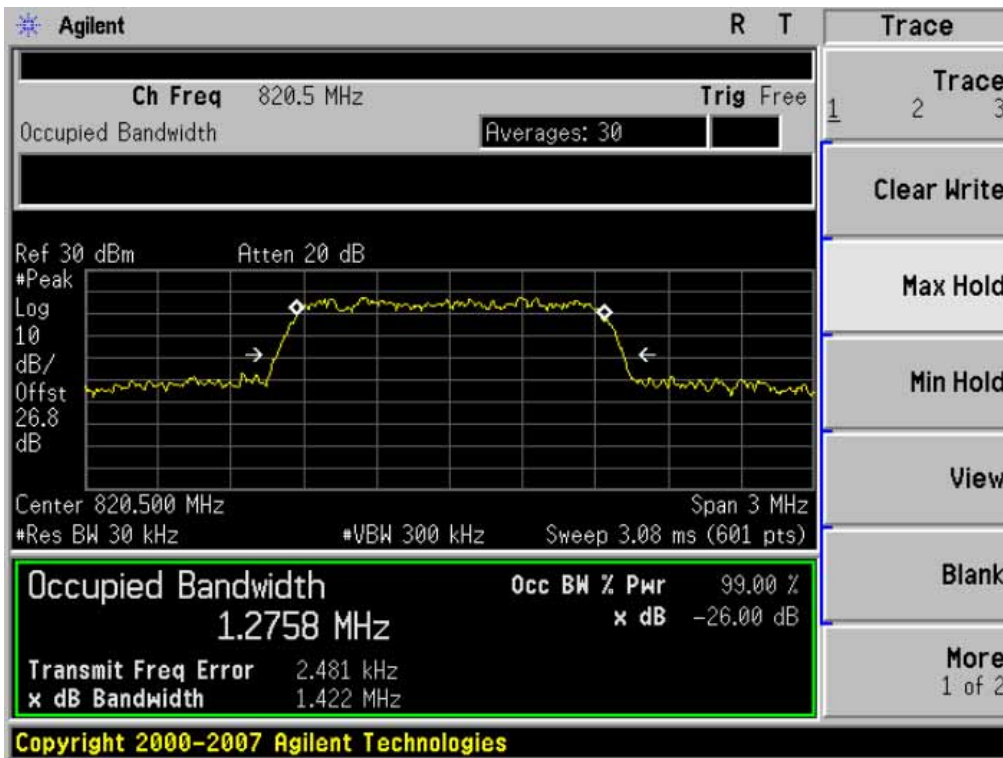 Agilent R T Trace
Ch Freq 820.5 MHz Trig Free
Occupied Bandwidth Averages: 30
Trace
1 2 3
Clear Write
Max Hold
Min Hold
View
Blank
More
1 of 2
Ref 30 dBm Atten 20 dB
#Peak
Log
10
dB/
Offst
26.8
dB
Center 820.500 MHz Span 3 MHz
#Res BW 30 kHz #VBW 300 kHz Sweep 3.08 ms (601 pts)
Occupied Bandwidth Occ BW % Pwr 99.00 %
1.2758 MHz x dB -26.00 dB
Transmit Freq Error 2.481 kHz
x dB Bandwidth 1.422 MHz
Copyright 2000-2007 Agilent Technologies